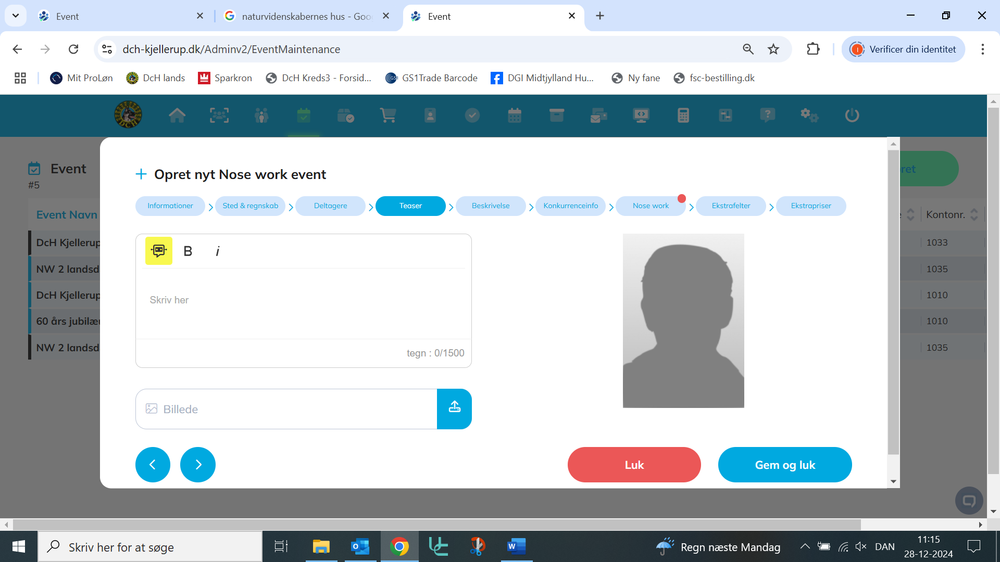 Event
naturvidenskabernes hus - Goo
Event
dch-kjellerup.dk/Adminv2/EventMaintenance
Verificer din identitet
Mit ProLøn
DcH lands
Sparkron
DcH Kreds3 - Forsid...
GS1Trade Barcode
DGI Midtjylland Hu...
Ny fane
fsc-bestilling.dk
Event
#5
ret
Opret nyt Nose work event
Informationer
Sted & regnskab
Deltagere
Teaser
Beskrivelse
Konkurrenceinfo
Nose work
Ekstrafelter
Ekstrapriser
Event Navn
Kontonr.
DcH Kjellerup
1033
NW 2 landsd
1035
DcH Kjellerup
1010
60 års jubilæu
1010
NW 2 landsd
1035
B
i
Skriv her
tegn : 0/1500
Billede
Luk
Gem og luk
Skriv her for at søge
Regn næste Mandag
DAN
11:15
28-12-2024